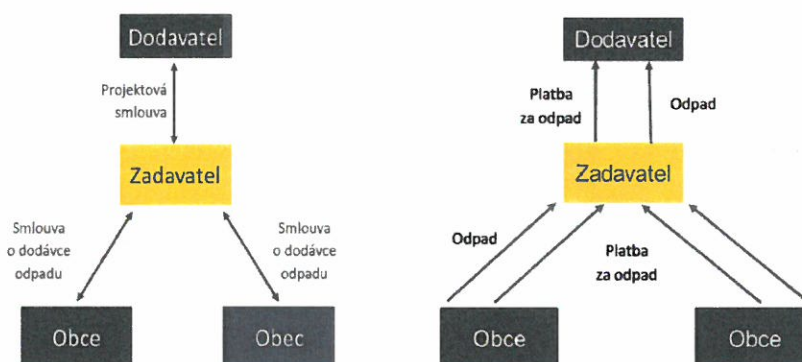 Dodavatel
Projektová
smlouva
Zadavatel
Smlouva
o dodávce
odpadu
Smlouva
o dodávce
odpadu
Obce
Obec
Dodavatel
Platba
za odpad
Odpad
Zadavatel
Odpad
Platba
za odpad
Obce
Obce